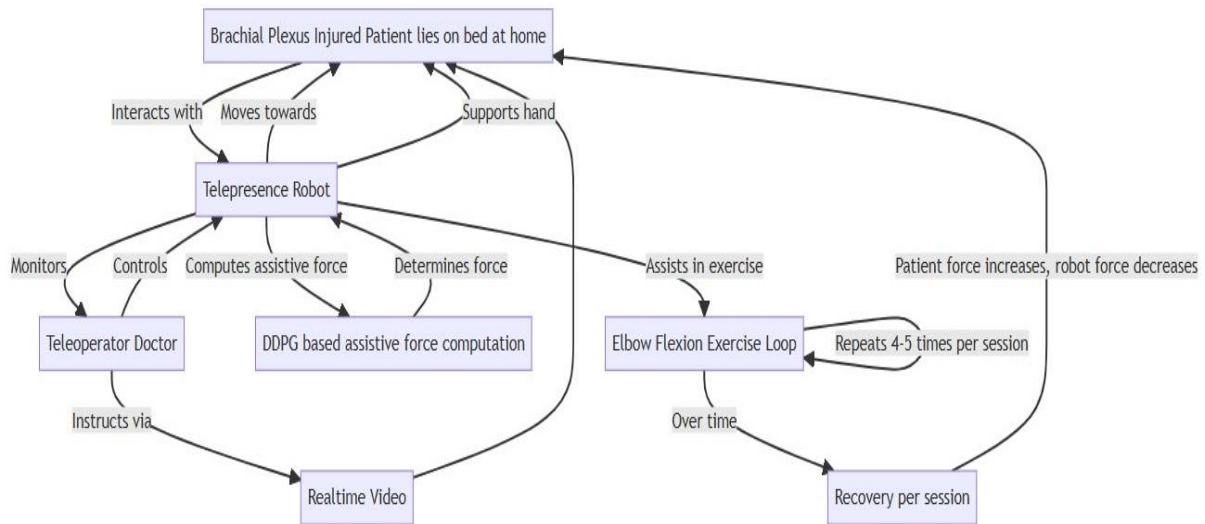 Brachial Plexus Injured Patient lies on bed at home
Interacts with
Moves towards
Supports hand
Telepresence Robot
Monitors
Controls
Computes assistive force
Determines force
Assists in exercise
Patient force increases, robot force decreases
Teleoperator Doctor
DDPG based assistive force computation
Elbow Flexion Exercise Loop
Repeats 4-5 times per session
Instructs via
Over time
Realtime Video
Recovery per session